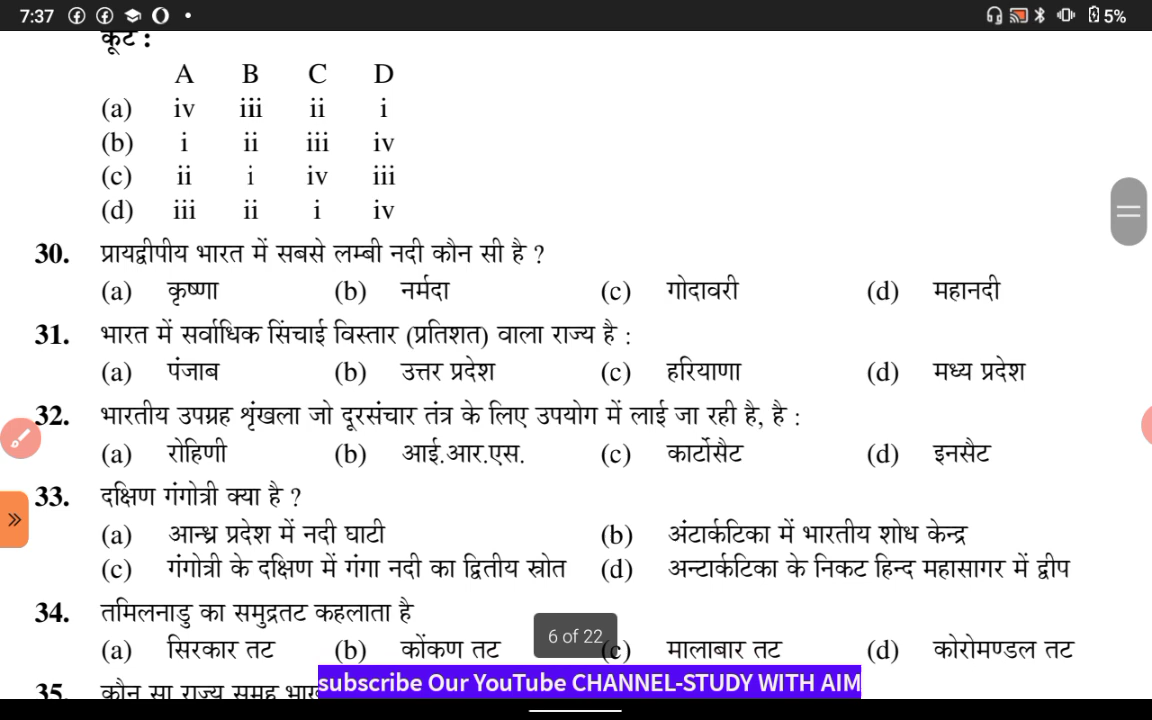 7:37 5%
कूट :
A B C D
(a) iv iii ii i
(b) i ii iii iv
(c) ii i iv iii
(d) iii ii i iv
30. प्रायद्वीपीय भारत में सबसे लम्बी नदी कौन सी है ?
(a) कृष्णा (b) नर्मदा (c) गोदावरी (d) महानदी
31. भारत में सर्वाधिक सिंचाई विस्तार (प्रतिशत) वाला राज्य है :
(a) पंजाब (b) उत्तर प्रदेश (c) हरियाणा (d) मध्य प्रदेश
32. भारतीय उपग्रह शृंखला जो दूरसंचार तंत्र के लिए उपयोग में लाई जा रही है, है :
(a) रोहिणी (b) आई.आर.एस. (c) कार्टोसैट (d) इनसैट
33. दक्षिण गंगोत्री क्या है ?
(a) आन्ध्र प्रदेश में नदी घाटी (b) अंटार्कटिका में भारतीय शोध केन्द्र
(c) गंगोत्री के दक्षिण में गंगा नदी का द्वितीय स्रोत (d) अन्टार्कटिका के निकट हिन्द महासागर में द्वीप
34. तमिलनाडु का समुद्रतट कहलाता है
6 of 22
(a) सिरकार तट (b) कोंकण तट (c) मालाबार तट (d) कोरोमण्डल तट
35. कौन सा राज्य समूह
subscribe Our YouTube CHANNEL-STUDY WITH AIM